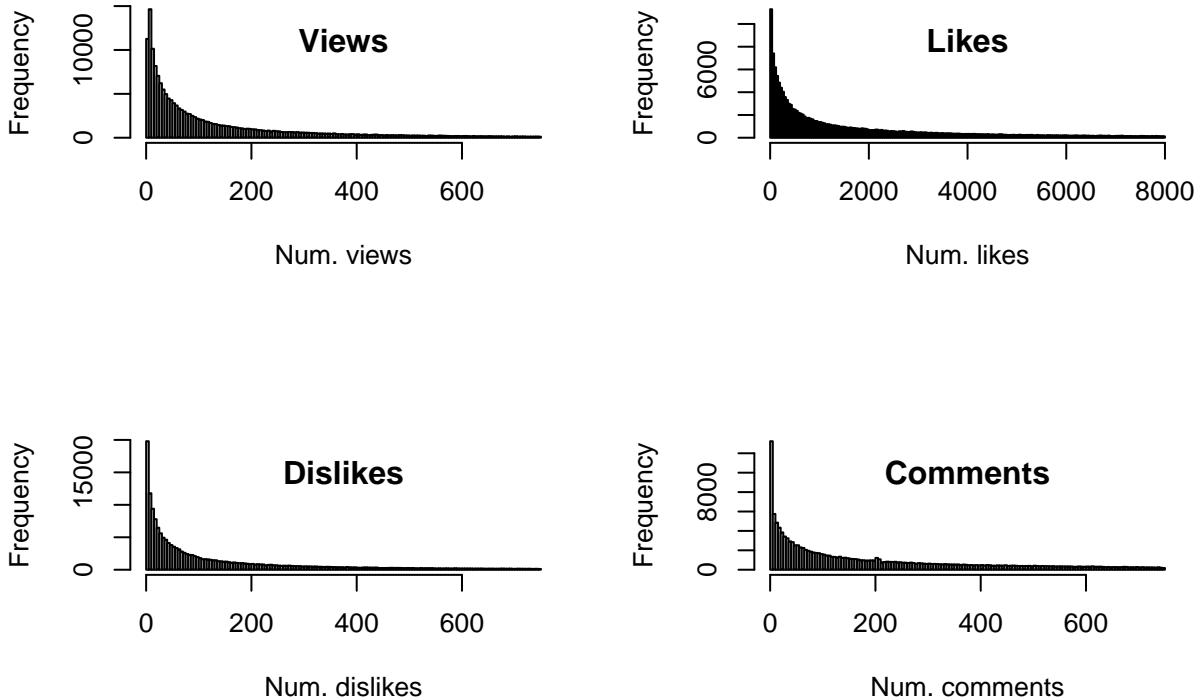 Views
Frequency
0
10000
0
200
400
600
Num. views
Likes
Frequency
0
6000
0
2000
4000
6000
8000
Num. likes
Dislikes
Frequency
0
15000
0
200
400
600
Num. dislikes
Comments
Frequency
0
8000
0
200
400
600
Num. comments